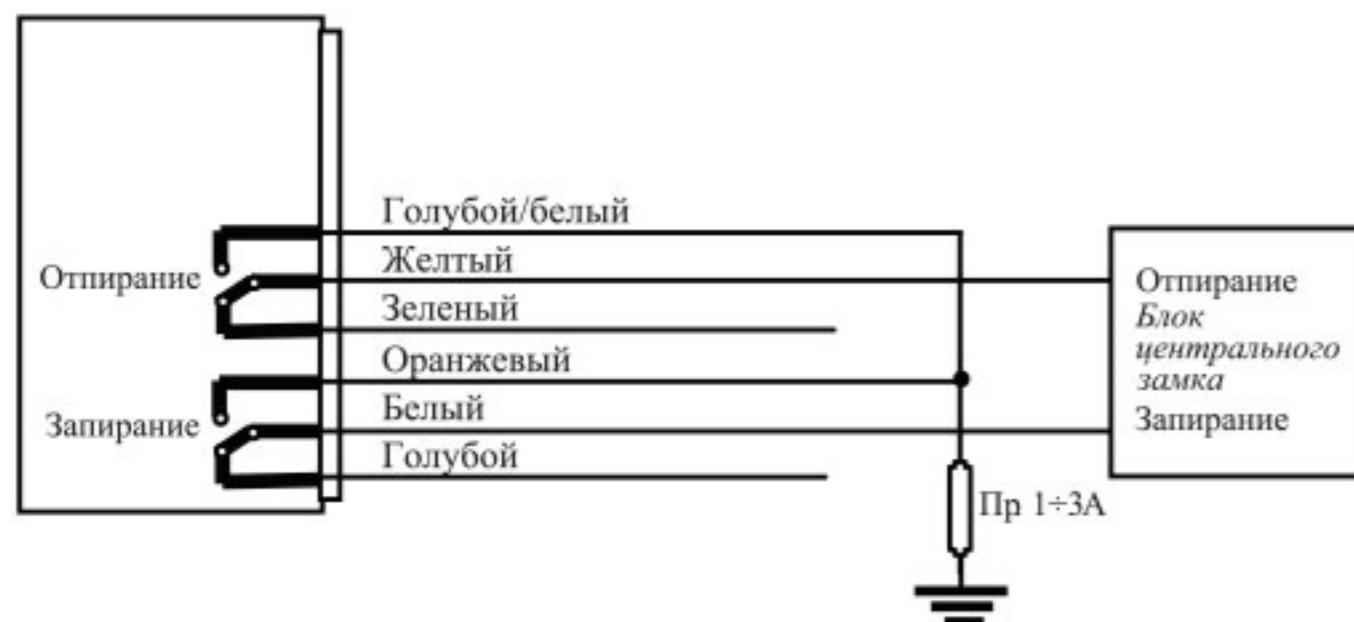 Голубой/белый
Желтый
Отпирание
Зеленый
Оранжевый
Белый
Запирание
Голубой
Отпирание
Блок
центрального
замка
Запирание
Пр 1÷3А